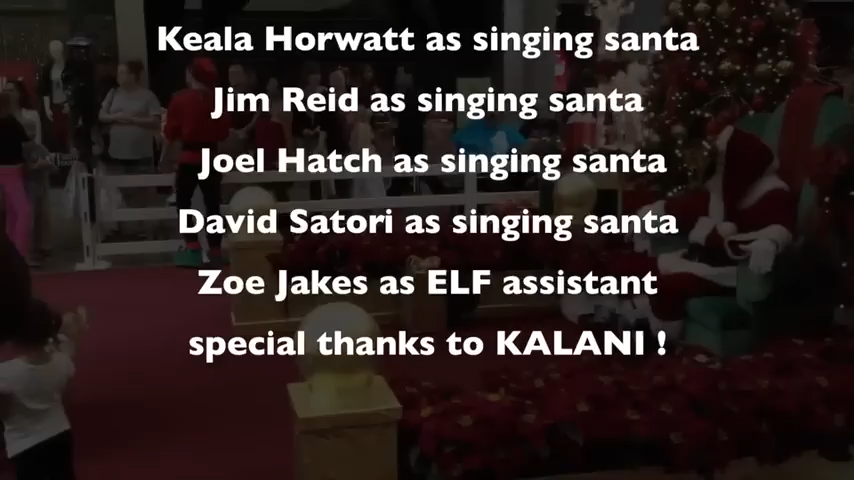 Keala Horwatt as singing santa
Jim Reid as singing santa
Joel Hatch as singing santa
David Satori as singing santa
Zoe Jakes as ELF assistant
special thanks to KALANI !